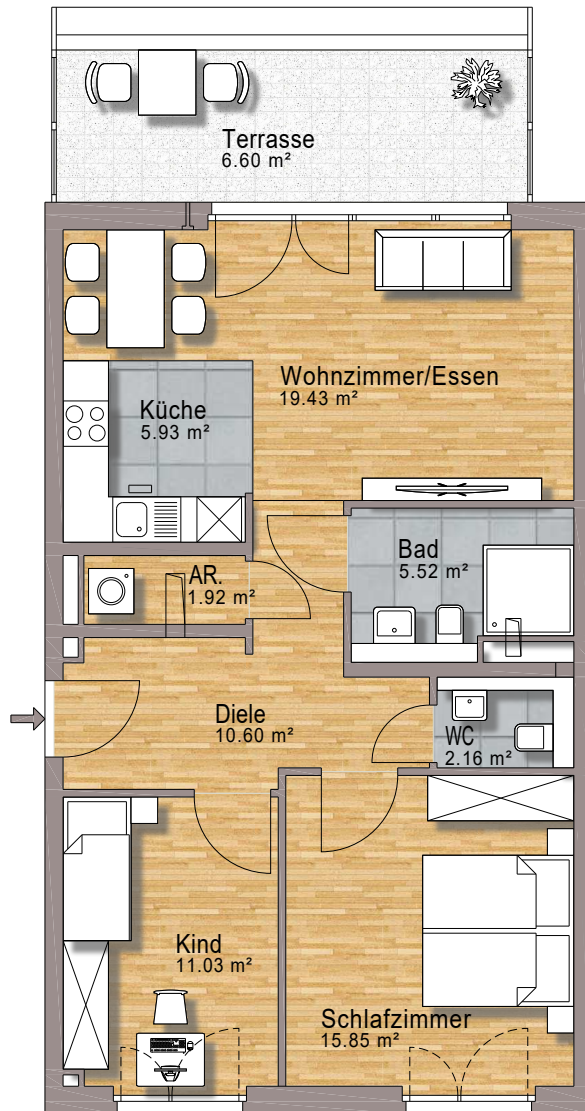 Terrasse
6.60 m²
Wohnzimmer/Essen
19.43 m²
Küche
5.93 m²
Bad
5.52 m²
AR.
1.92 m²
Diele
10.60 m²
WC
2.16 m²
Kind
11.03 m²
Schlafzimmer
15.85 m²